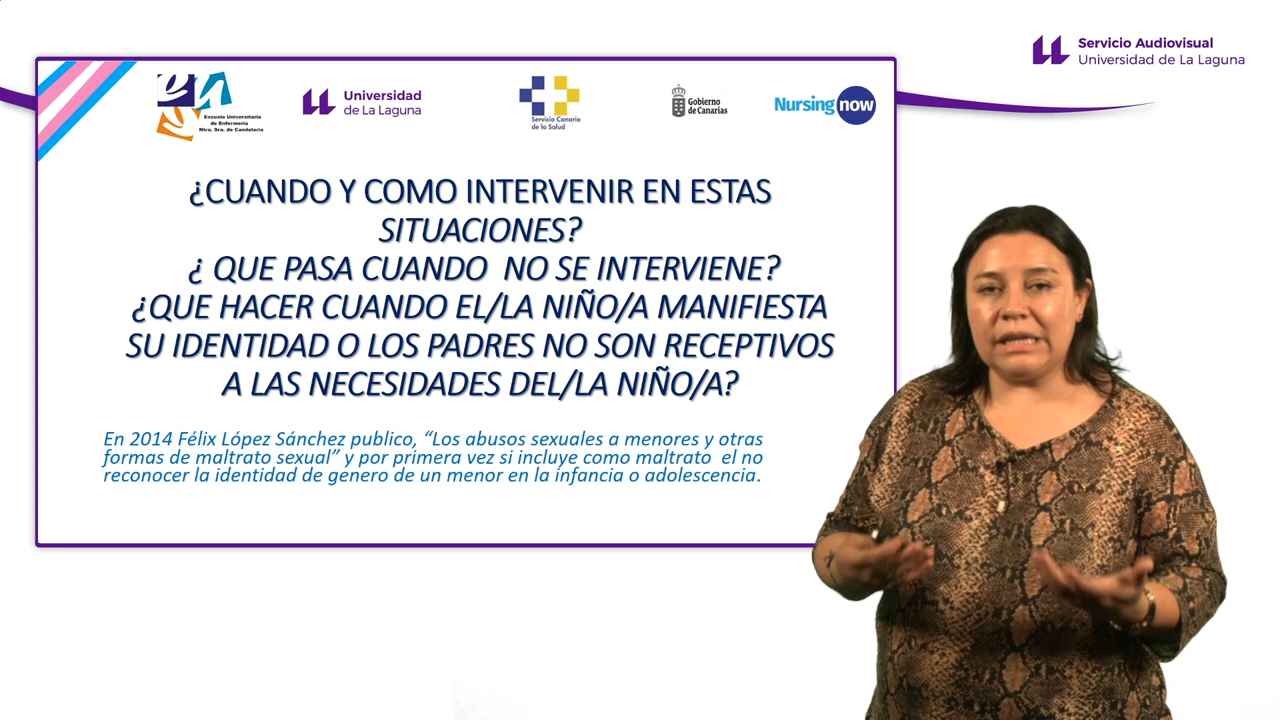 Servicio Audiovisual
Universidad de La Laguna
en
eu
Escuela Universitaria
de Enfermería
Ntra. Sra. de Candelaria
Universidad
de La Laguna
Servicio Canario
de la Salud
Gobierno
de Canarias
Nursing now
¿CUANDO Y COMO INTERVENIR EN ESTAS
SITUACIONES?
¿ QUE PASA CUANDO NO SE INTERVIENE?
¿QUE HACER CUANDO EL/LA NIÑO/A MANIFIESTA
SU IDENTIDAD O LOS PADRES NO SON RECEPTIVOS
A LAS NECESIDADES DEL/LA NIÑO/A?
En 2014 Félix López Sánchez publico, “Los abusos sexuales a menores y otras
formas de maltrato sexual” y por primera vez si incluye como maltrato el no
reconocer la identidad de genero de un menor en la infancia o adolescencia.